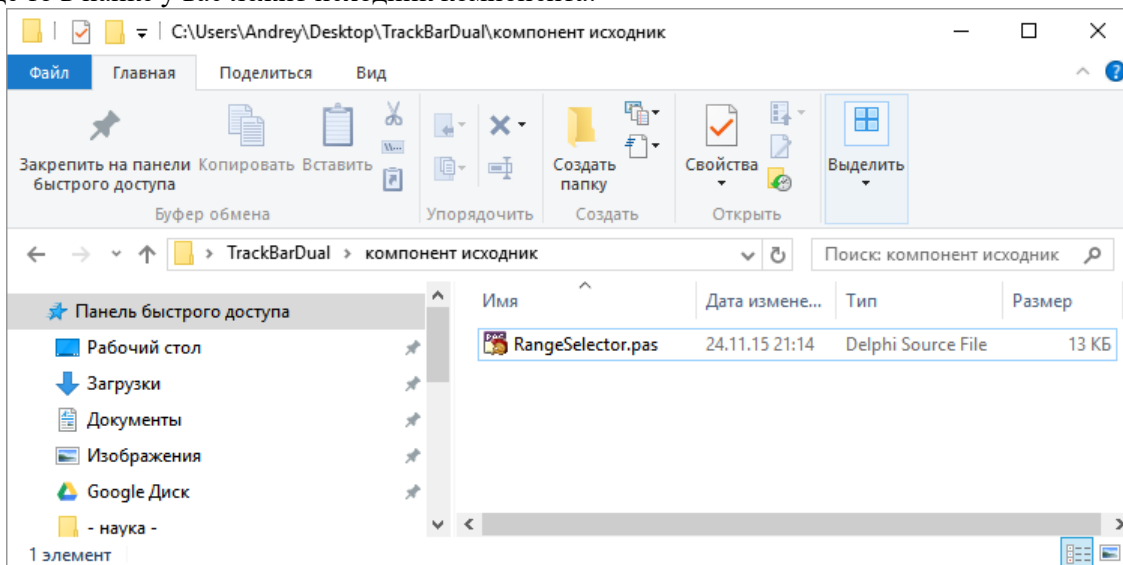 C:\Users\Andrey\Desktop\TrackBarDual\компонент исходник
Файл Главная Поделиться Вид
Закрепить на панели быстрого доступа
Копировать
Вставить
Создать папку
Свойства
Выделить
Буфер обмена
Упорядочить
Создать
Открыть
TrackBarDual > компонент исходник
Поиск: компонент исходник
Панель быстрого доступа
Рабочий стол
Загрузки
Документы
Изображения
Google Диск
- наука -
Имя Дата измене... Тип Размер
RangeSelector.pas 24.11.15 21:14 Delphi Source File 13 КБ
1 элемент